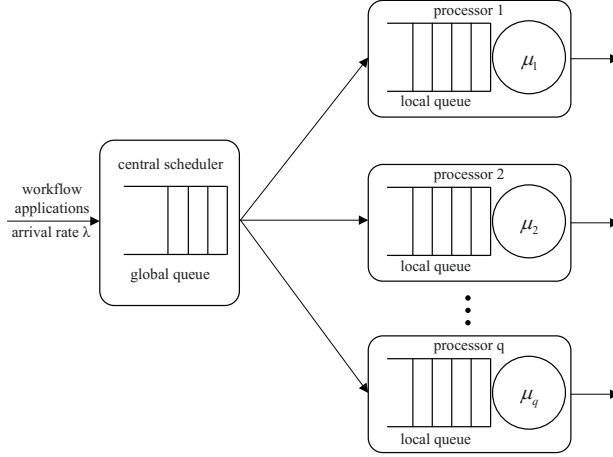 processor 1
μ1
local queue
central scheduler
workflow
applications
arrival rate λ
global queue
processor 2
μ2
local queue
processor q
μq
local queue